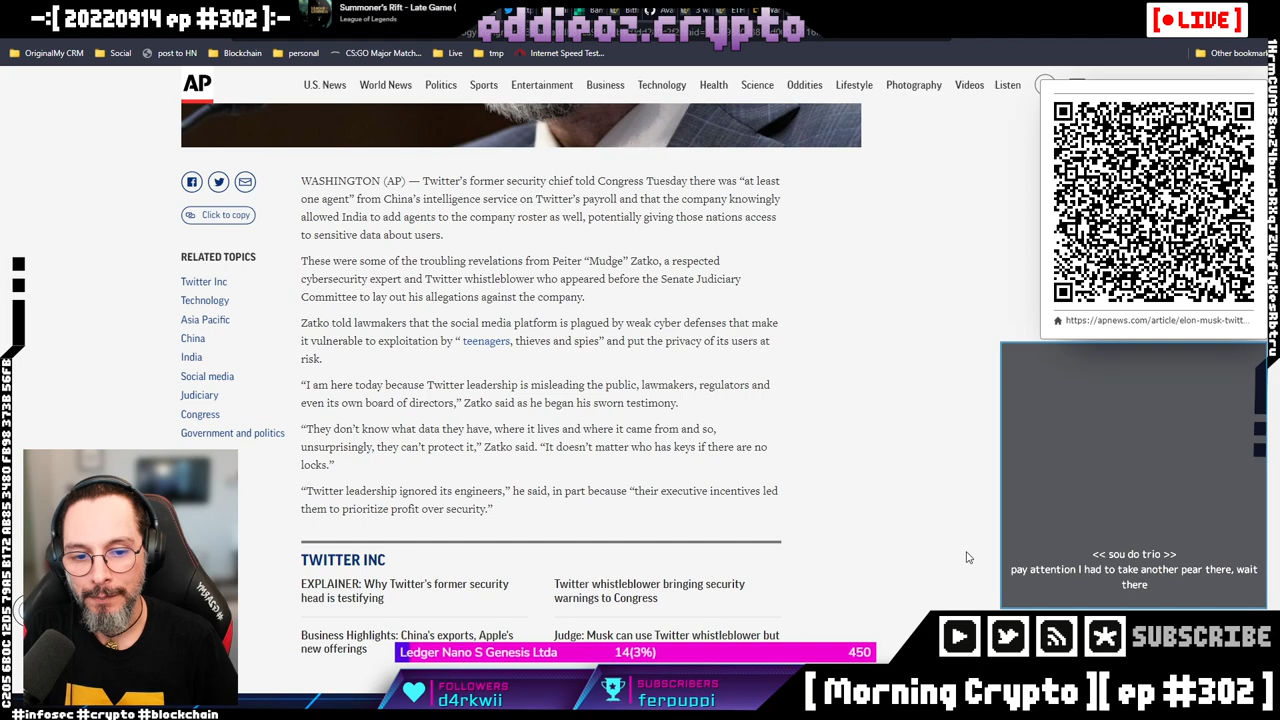 -:[ 20220914 ep #302 ]:-
Summoner's Rift - Late Game (
League of Legends
eddieoz.crypto
[●LIVE]
OriginalMy CRM
Social
post to HN
Blockchain
personal
CS:GO Major Match...
Live
tmp
Internet Speed Test...
Other bookmar
AP
U.S. News
World News
Politics
Sports
Entertainment
Business
Technology
Health
Science
Oddities
Lifestyle
Photography
Videos
Listen
https://apnews.com/article/elon-musk-twitt...
Click to copy
RELATED TOPICS
Twitter Inc
Technology
Asia Pacific
China
India
Social media
Judiciary
Congress
Government and politics
WASHINGTON (AP) — Twitter's former security chief told Congress Tuesday there was “at least
one agent” from China's intelligence service on Twitter's payroll and that the company knowingly
allowed India to add agents to the company roster as well, potentially giving those nations access
to sensitive data about users.
These were some of the troubling revelations from Peiter “Mudge” Zatko, a respected
cybersecurity expert and Twitter whistleblower who appeared before the Senate Judiciary
Committee to lay out his allegations against the company.
Zatko told lawmakers that the social media platform is plagued by weak cyber defenses that make
it vulnerable to exploitation by “ teenagers, thieves and spies” and put the privacy of its users at
risk.
“I am here today because Twitter leadership is misleading the public, lawmakers, regulators and
even its own board of directors,” Zatko said as he began his sworn testimony.
“They don't know what data they have, where it lives and where it came from and so,
unsurprisingly, they can't protect it,” Zatko said. “It doesn't matter who has keys if there are no
locks.”
“Twitter leadership ignored its engineers,” he said, in part because “their executive incentives led
them to prioritize profit over security.”
TWITTER INC
EXPLAINER: Why Twitter's former security
head is testifying
Twitter whistleblower bringing security
warnings to Congress
Business Highlights: China's exports, Apple's
new offerings
Judge: Musk can use Twitter whistleblower but
<< sou do trio >>
pay attention I had to take another pear there, wait
there
Ledger Nano S Genesis Ltda
14(3%)
450
FOLLOWERS
d4rkwii
SUBSCRIBERS
ferpuppi
SUBSCRIBE
[ Morning Crypto ][ ep #302 ]
#infosec #crypto #blockchain